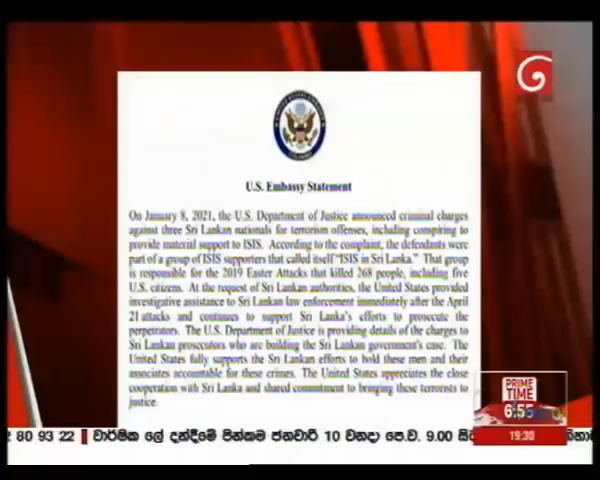 U.S. Embassy Statement
On January 8, 2021, the U.S. Department of Justice announced criminal charges
against three Sri Lankan nationals for terrorism offenses, including conspiring to
provide material support to ISIS. According to the complaint, the defendants were
part of a group of ISIS supporters that called itself "ISIS in Sri Lanka." That group
is responsible for the 2019 Easter Attacks that killed 268 people, including five
U.S. citizens. At the request of Sri Lankan authorities, the United States provided
investigative assistance to Sri Lankan law enforcement immediately after the April
21 attacks and continues to support Sri Lanka's efforts to prosecute the
perpetrators. The U.S. Department of Justice is providing details of the charges to
Sri Lankan prosecutors who are building the Sri Lankan government's case. The
United States fully supports the Sri Lankan efforts to hold these men and their
associates accountable for these crimes. The United States appreciates the close
cooperation with Sri Lanka and shared commitment to bringing these terrorists to
justice.
PRIME
TIME
6:55
19:30
2 80 93 22 වාර්ෂික ලේ දන්දීමේ පින්කම ජනවාරි 10 වනදා පෙ.ව. 9.00